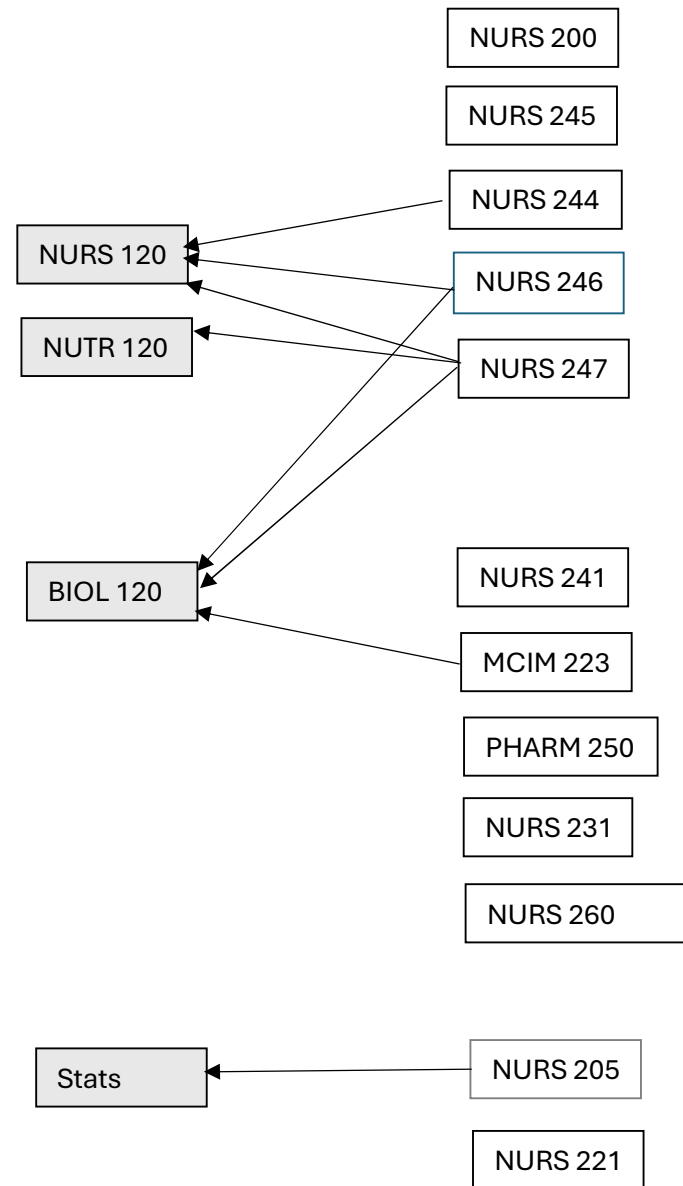 NURS 200
NURS 245
NURS 244
NURS 120
NURS 246
NUTR 120
NURS 247
NURS 241
BIOL 120
MCIM 223
PHARM 250
NURS 231
NURS 260
NURS 205
Stats
NURS 221